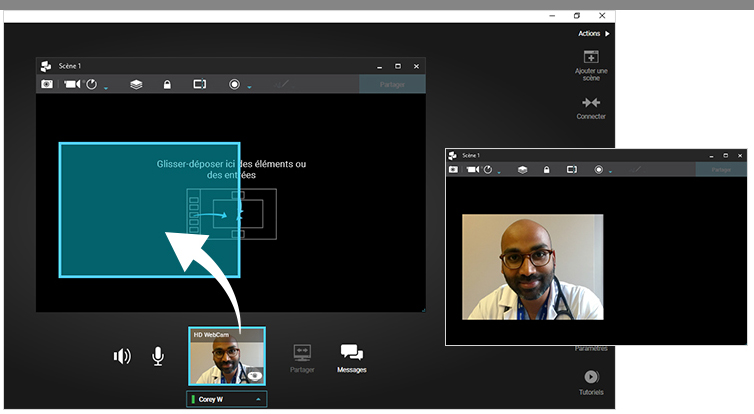 Actions
Scène 1
Partager
Ajouter une
scène
Connecter
Glisser-déposer ici des éléments ou
des entrées
Scène 1
Partager
HD WebCam
Partager
Messages
Corey W
Paramètres
Tutoriels